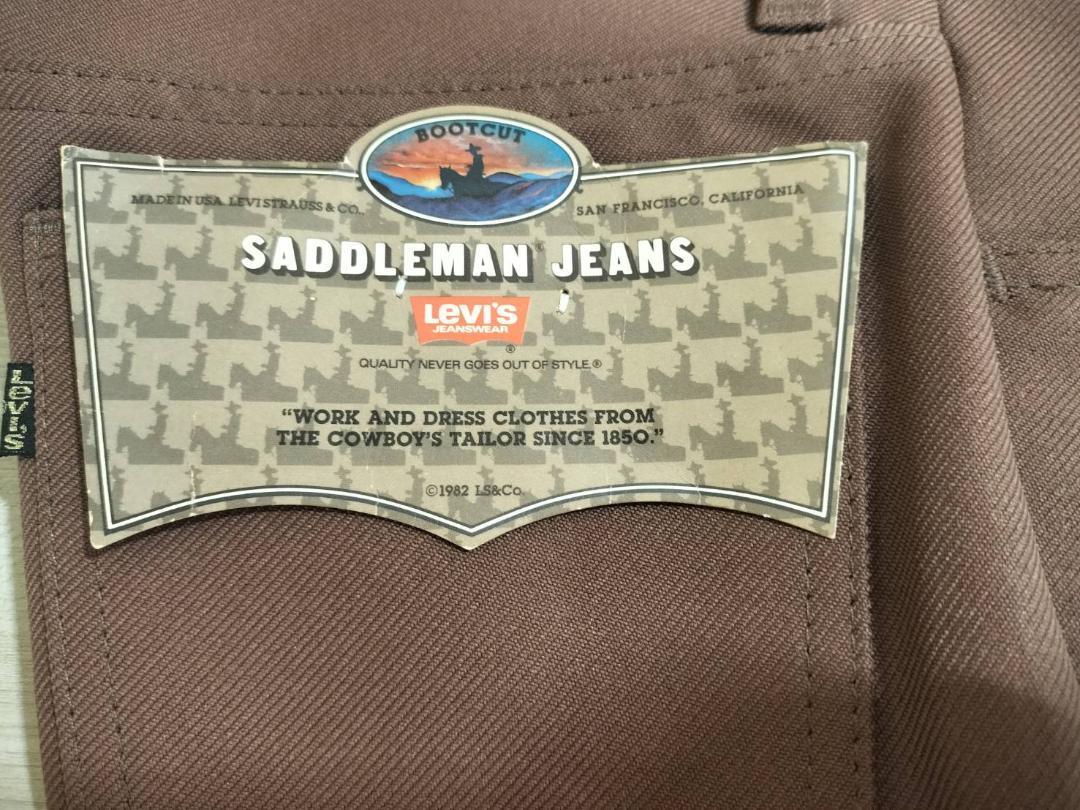 BOOTCUT
MADE IN USA. LEVI STRAUSS & CO., SAN FRANCISCO, CALIFORNIA
SADDLEMAN® JEANS
LEVI'S
JEANSWEAR
®
QUALITY NEVER GOES OUT OF STYLE.®
“WORK AND DRESS CLOTHES FROM
THE COWBOY'S TAILOR SINCE 1850.”
©1982 LS&Co.
LEVI'S